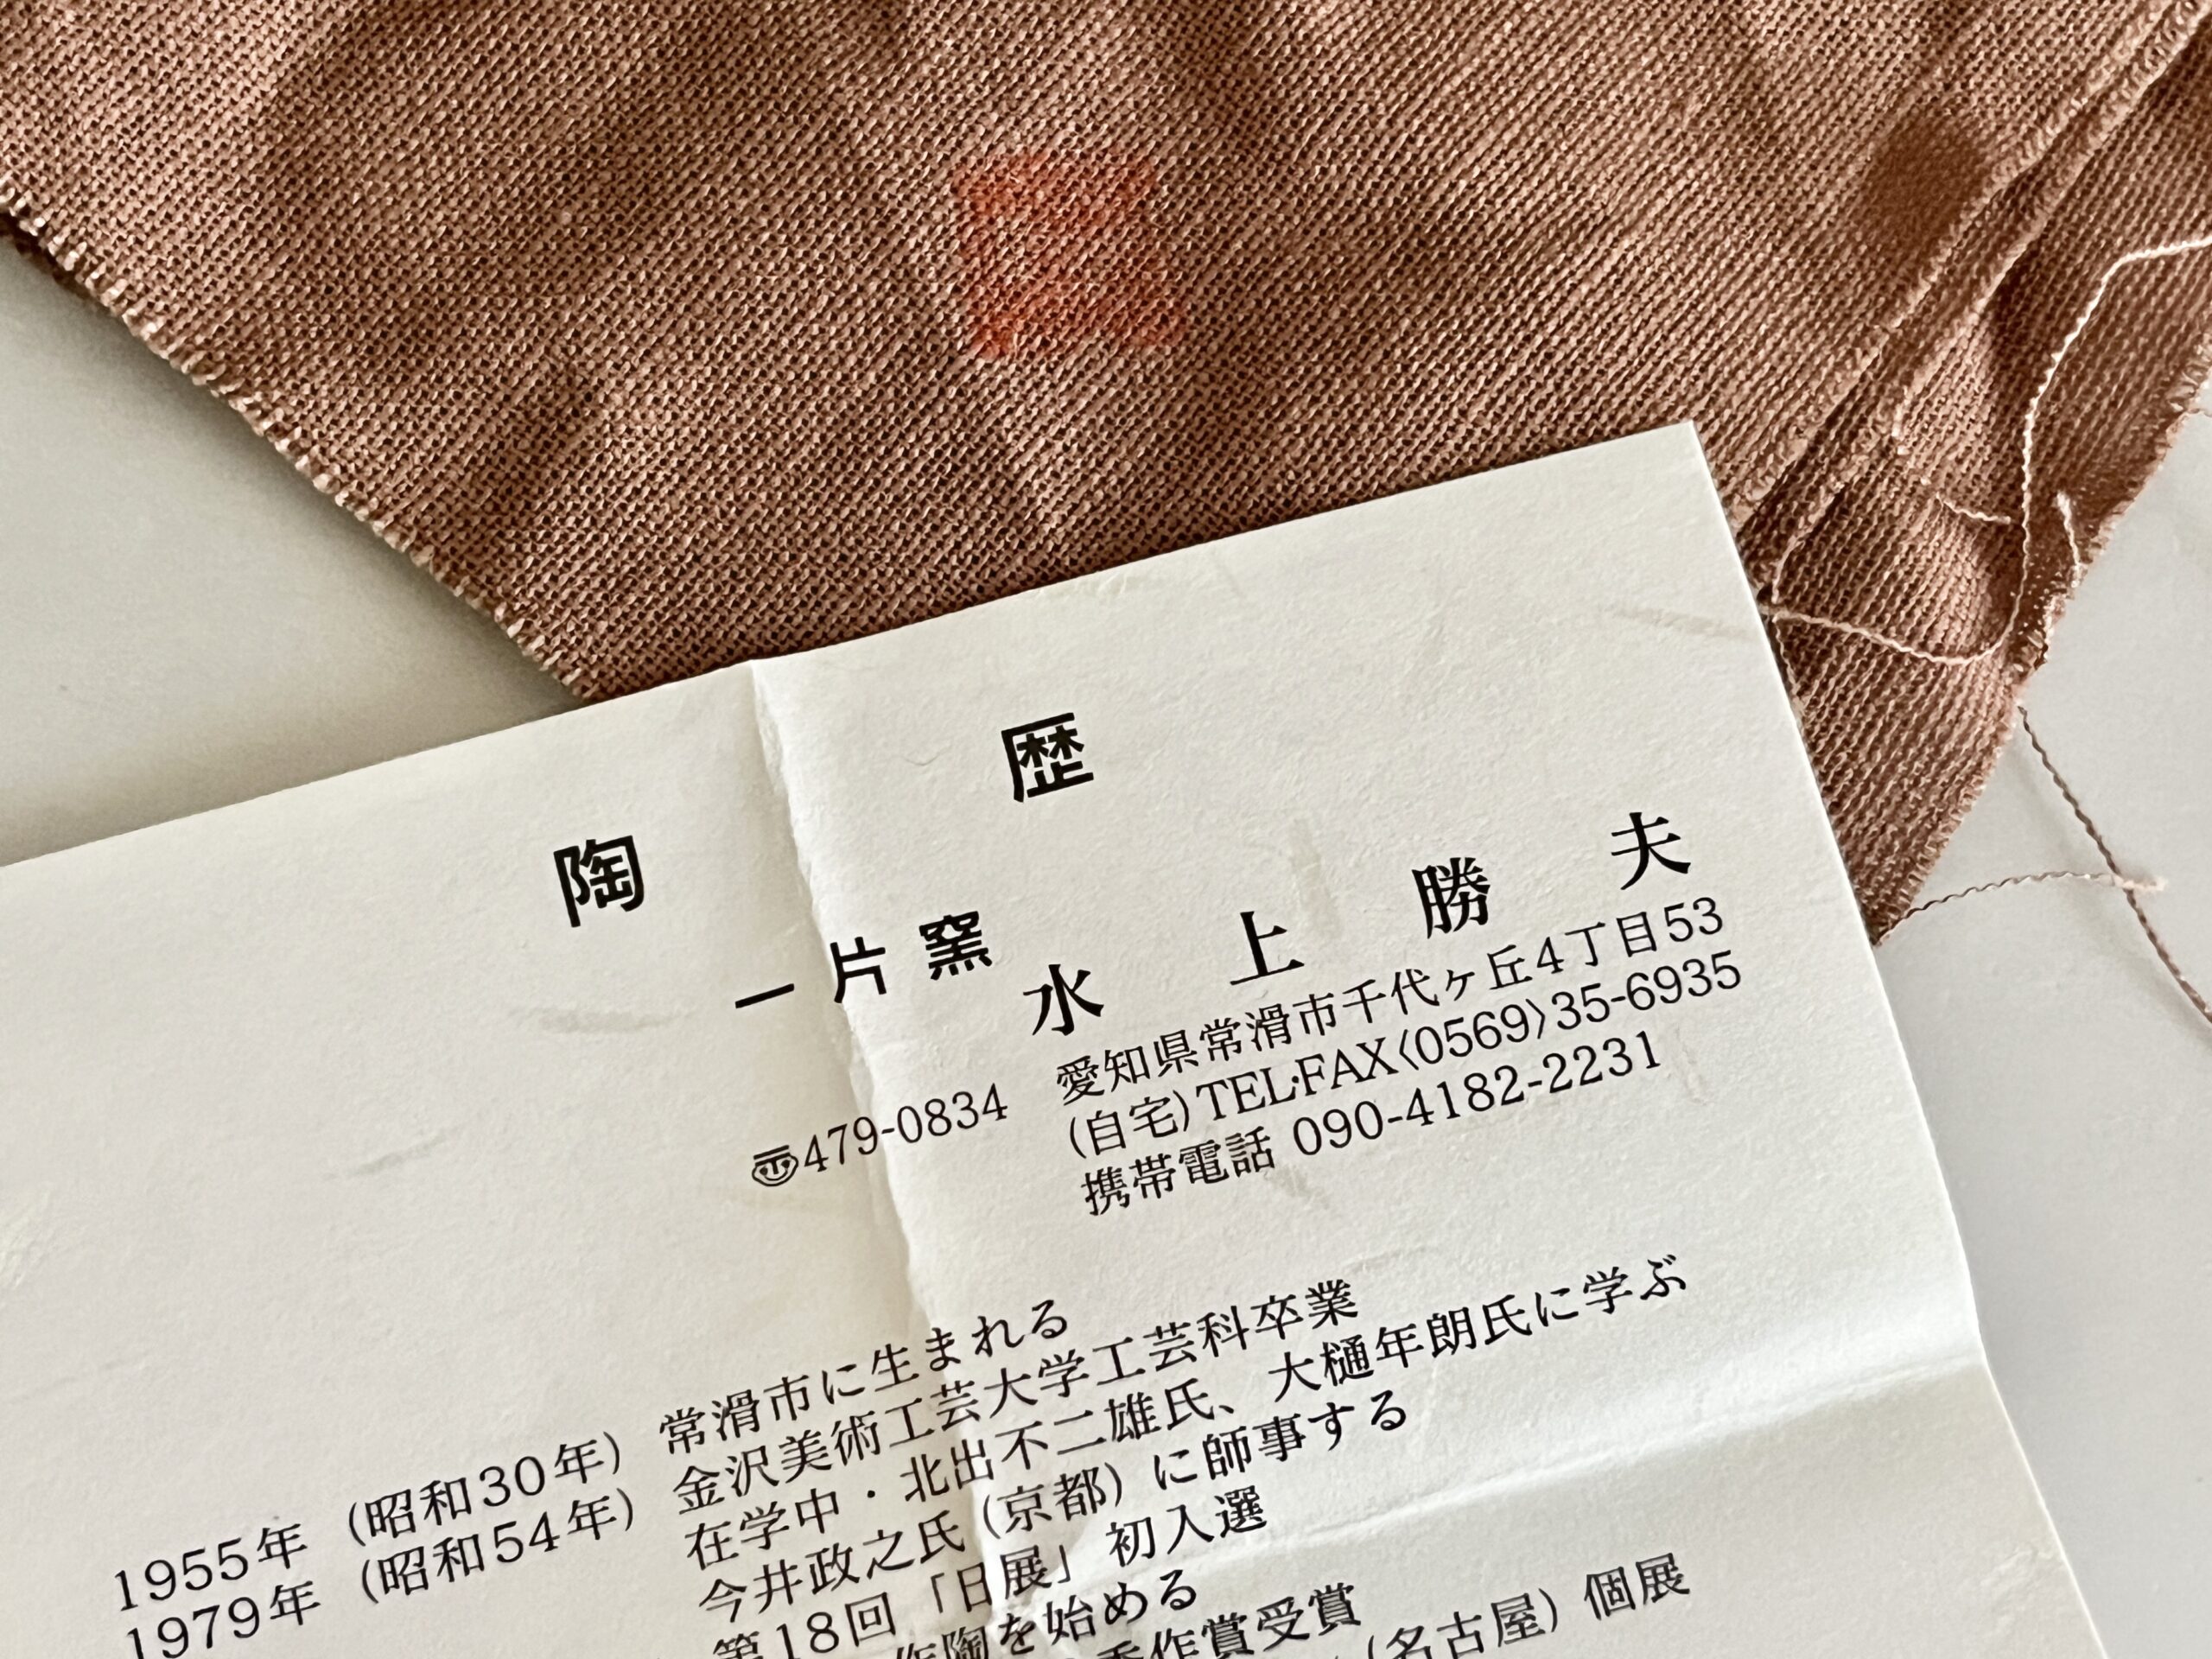 陶歴
一片窯 水上勝夫
〠479-0834 愛知県常滑市千代ヶ丘4丁目53
(自宅)TEL・FAX〈0569〉35-6935
携帯電話 090-4182-2231
1955年（昭和30年）常滑市に生まれる
1979年（昭和54年）金沢美術工芸大学工芸科卒業
在学中・北出不二雄氏、大樋年朗氏に学ぶ
今井政之氏（京都）に師事する
第18回「日展」初入選
作陶を始める
秀作賞受賞
（名古屋）個展